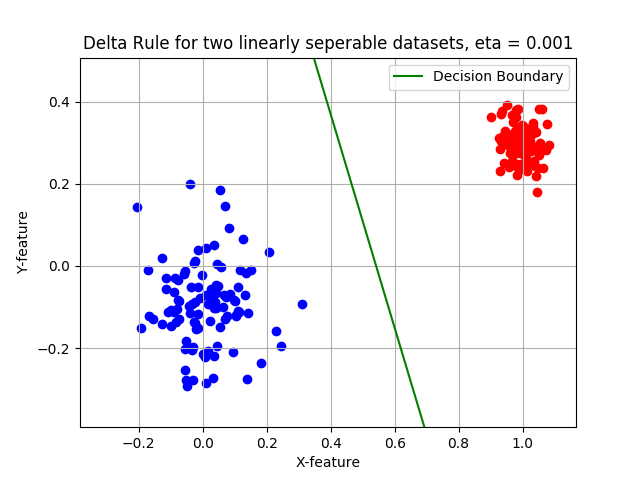 Delta Rule for two linearly seperable datasets, eta = 0.001
Decision Boundary
0.4
0.2
0.0
−0.2
Y-feature
−0.2 0.0 0.2 0.4 0.6 0.8 1.0
X-feature